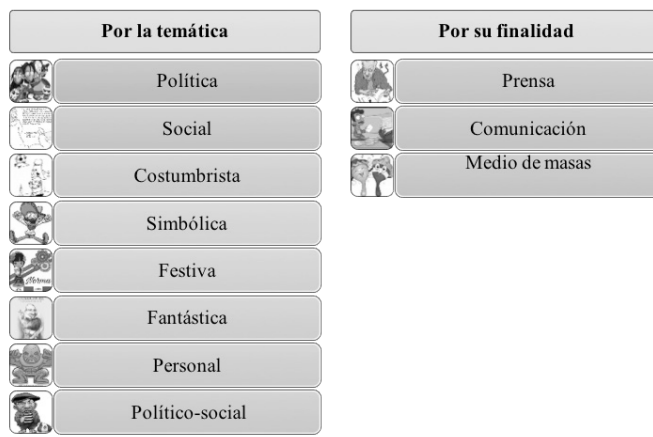 Por la temática
Política
Social
Costumbrista
Simbólica
Festiva
Fantástica
Personal
Político-social
Por su finalidad
Prensa
Comunicación
Medio de masas